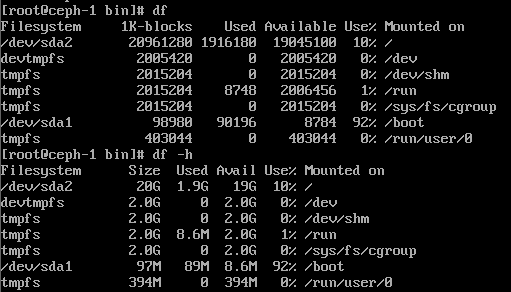 [root@ceph-1 bin]# df
Filesystem     1K-blocks    Used Available Use% Mounted on
/dev/sda2       20961280 1916180  19045100  10% /
devtmpfs         2005420       0   2005420   0% /dev
tmpfs            2015204       0   2015204   0% /dev/shm
tmpfs            2015204    8748   2006456   1% /run
tmpfs            2015204       0   2015204   0% /sys/fs/cgroup
/dev/sda1          98980   90196      8784  92% /boot
tmpfs             403044       0    403044   0% /run/user/0
[root@ceph-1 bin]# df -h
Filesystem      Size  Used Avail Use% Mounted on
/dev/sda2        20G  1.9G   19G  10% /
devtmpfs        2.0G     0  2.0G   0% /dev
tmpfs           2.0G     0  2.0G   0% /dev/shm
tmpfs           2.0G  8.6M  2.0G   1% /run
tmpfs           2.0G     0  2.0G   0% /sys/fs/cgroup
/dev/sda1        97M   89M  8.6M  92% /boot
tmpfs           394M     0  394M   0% /run/user/0